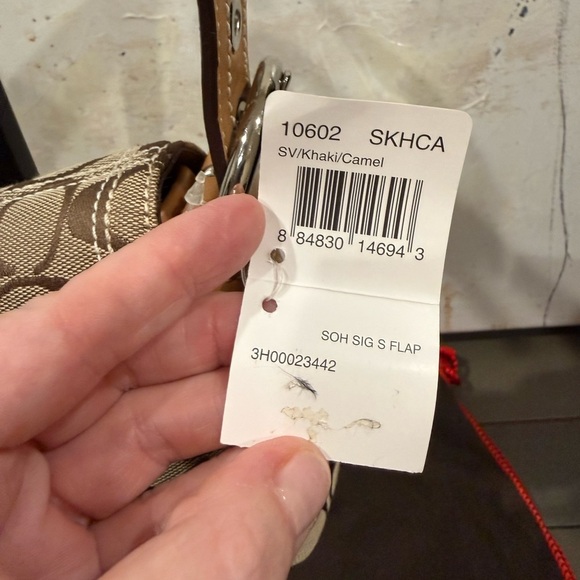 10602 SKHCA
SV/Khaki/Camel
8 84830 14694 3
SOH SIG S FLAP
3H00023442